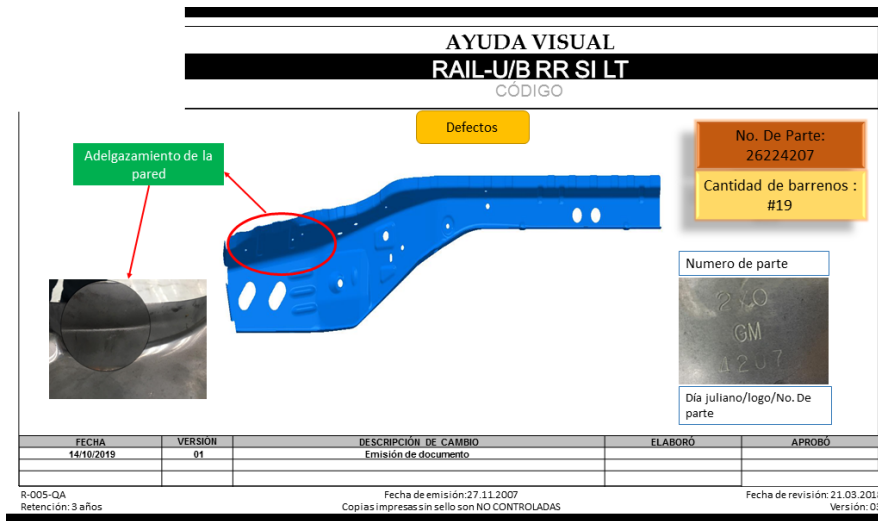 AYUDA VISUAL
RAIL-U/B RR SI LT
CÓDIGO
Defectos
No. De Parte:
26224207
Cantidad de barrenos :
#19
Adelgazamiento de la
pared
Numero de parte
GM
4207
Día juliano/logo/No. De
parte
FECHA VERSIÓN DESCRIPCIÓN DE CAMBIO ELABORÓ APROBÓ
14/10/2019 01 Emisión de documento
R-005-QA Fecha de emisión:27.11.2007 Fecha de revisión: 21.03.201
Retención: 3 años Copias impresas sin sello son NO CONTROLADAS Versión: 03